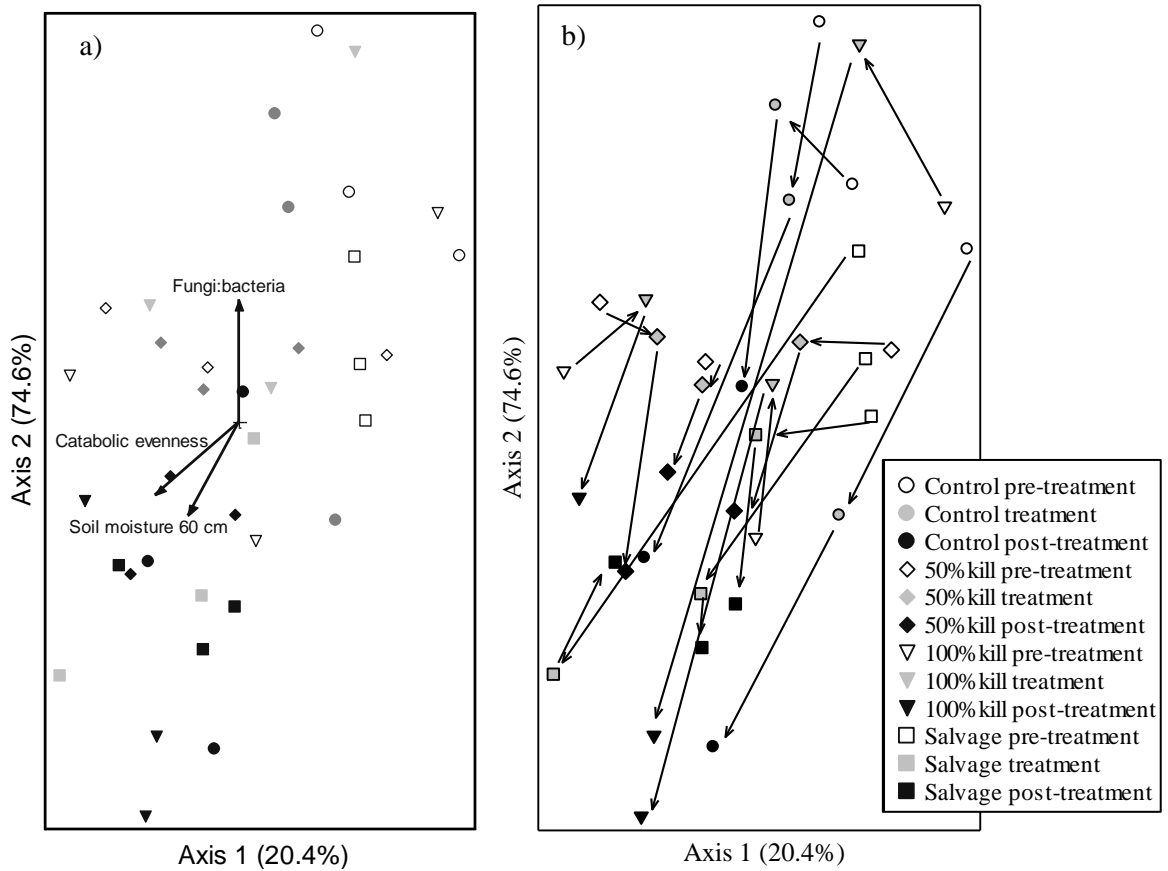 a)
Fungi:bacteria
Catabolic evenness
Soil moisture 60 cm
Axis 2 (74.6%)
Axis 1 (20.4%)
b)
Axis 2 (74.6%)
Axis 1 (20.4%)
Control pre-treatment
Control treatment
Control post-treatment
50% kill pre-treatment
50% kill treatment
50% kill post-treatment
100% kill pre-treatment
100% kill treatment
100% kill post-treatment
Salvage pre-treatment
Salvage treatment
Salvage post-treatment